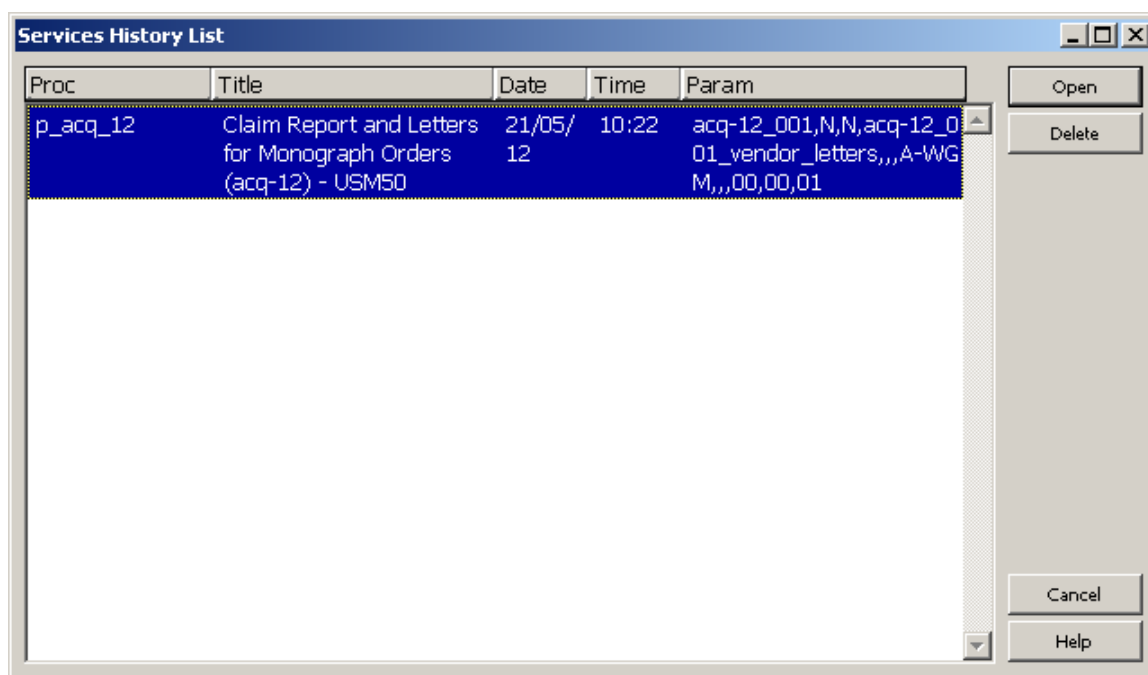 Services History List
Proc Title Date Time Param
Open
p_acq_12 Claim Report and Letters 21/05/ 10:22 acq-12_001,N,N,acq-12_0
for Monograph Orders 12 01_vendor_letters,,,A-WG
(acq-12) - USM50 M,,,00,00,01
Delete
Cancel
Help